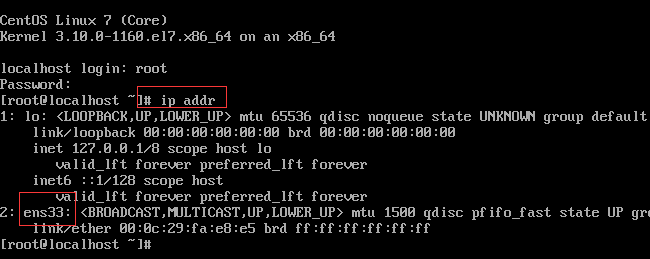 CentOS Linux 7 (Core)
Kernel 3.10.0-1160.el7.x86_64 on an x86_64
localhost login: root
Password:
[root@localhost ~]# ip addr
1: lo: <LOOPBACK,UP,LOWER_UP> mtu 65536 qdisc noqueue state UNKNOWN group default
link/loopback 00:00:00:00:00:00 brd 00:00:00:00:00:00
inet 127.0.0.1/8 scope host lo
valid_lft forever preferred_lft forever
inet6 ::1/128 scope host
valid_lft forever preferred_lft forever
2: ens33: <BROADCAST,MULTICAST,UP,LOWER_UP> mtu 1500 qdisc pfifo_fast state UP gro
link/ether 00:0c:29:fa:e8:e5 brd ff:ff:ff:ff:ff:ff
[root@localhost ~]#